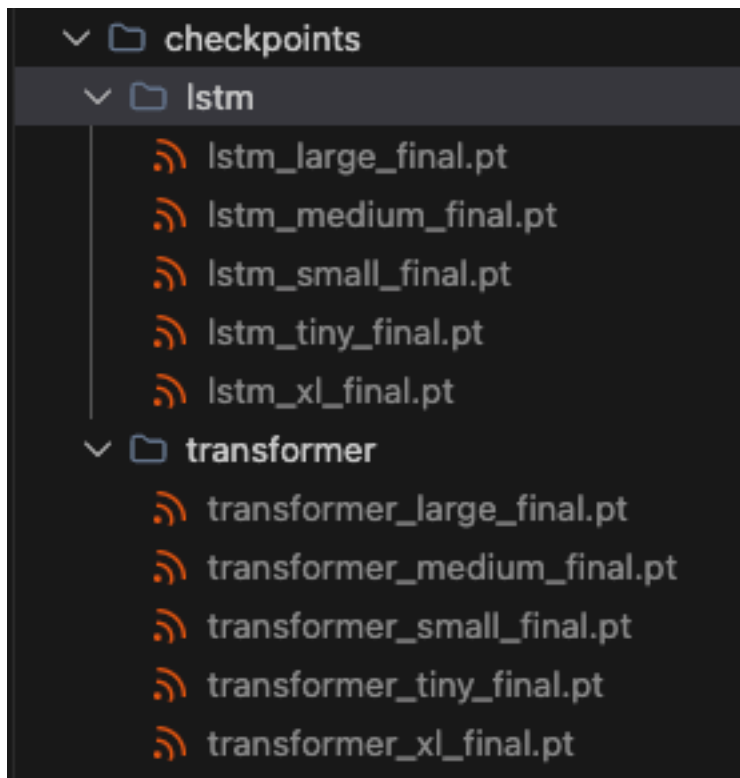 checkpoints
lstm
lstm_large_final.pt
lstm_medium_final.pt
lstm_small_final.pt
lstm_tiny_final.pt
lstm_xl_final.pt
transformer
transformer_large_final.pt
transformer_medium_final.pt
transformer_small_final.pt
transformer_tiny_final.pt
transformer_xl_final.pt